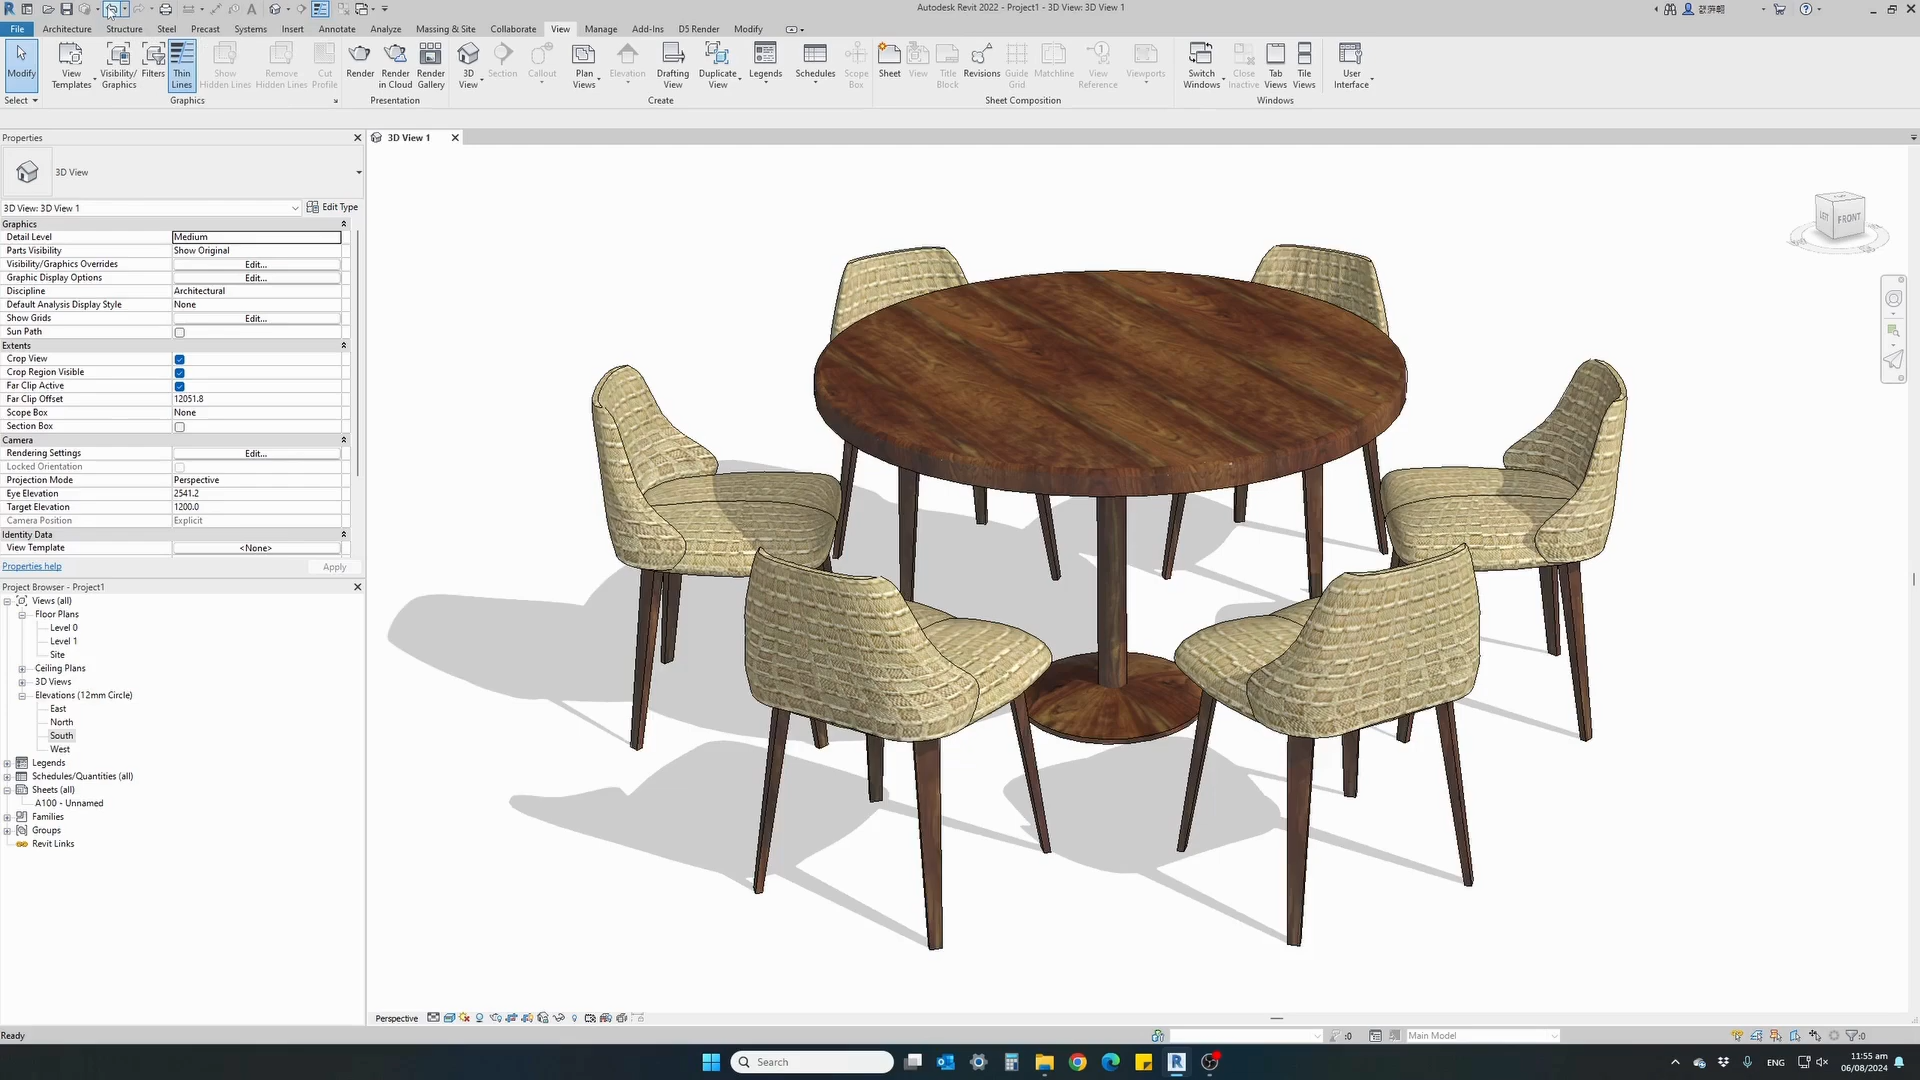 Autodesk Revit 2022 - Project1 - 3D View: 3D View 1
File Architecture Structure Steel Precast Systems Insert Annotate Analyze Massing & Site Collaborate View Manage Add-Ins D5 Render Modify
Modify
View Templates
Visibility/ Graphics
Filters
Thin Lines
Show Hidden Lines
Remove Hidden Lines
Cut Profile
Render
Render in Cloud
Render Gallery
3D View
Section
Callout
Plan Views
Elevation
Drafting View
Duplicate View
Legends
Schedules
Scope Box
Sheet
View
Title Block
Revisions
Guide Grid
Matchline
View Reference
Viewports
Switch Windows
Close Inactive
Tab Views
Tile Views
User Interface
Select Graphics Presentation Create Sheet Composition Windows
Properties
3D View 1
3D View
3D View: 3D View 1 Edit Type
Graphics
Detail Level Medium
Parts Visibility Show Original
Visibility/Graphics Overrides Edit...
Graphic Display Options Edit...
Discipline Architectural
Default Analysis Display Style None
Show Grids Edit...
Sun Path
Extents
Crop View
Crop Region Visible
Far Clip Active
Far Clip Offset 12051.8
Scope Box None
Section Box
Camera
Rendering Settings Edit...
Locked Orientation
Projection Mode Perspective
Eye Elevation 2541.2
Target Elevation 1200.0
Camera Position Explicit
Identity Data
View Template <None>
Properties help Apply
Project Browser - Project1
Views (all)
Floor Plans
Level 0
Level 1
Site
Ceiling Plans
3D Views
Elevations (12mm Circle)
East
North
South
West
Legends
Schedules/Quantities (all)
Sheets (all)
A100 - Unnamed
Families
Groups
Revit Links
LEFT FRONT
Perspective
Ready
:0
Main Model
:0
Search
ENG
11:55 am
06/08/2024